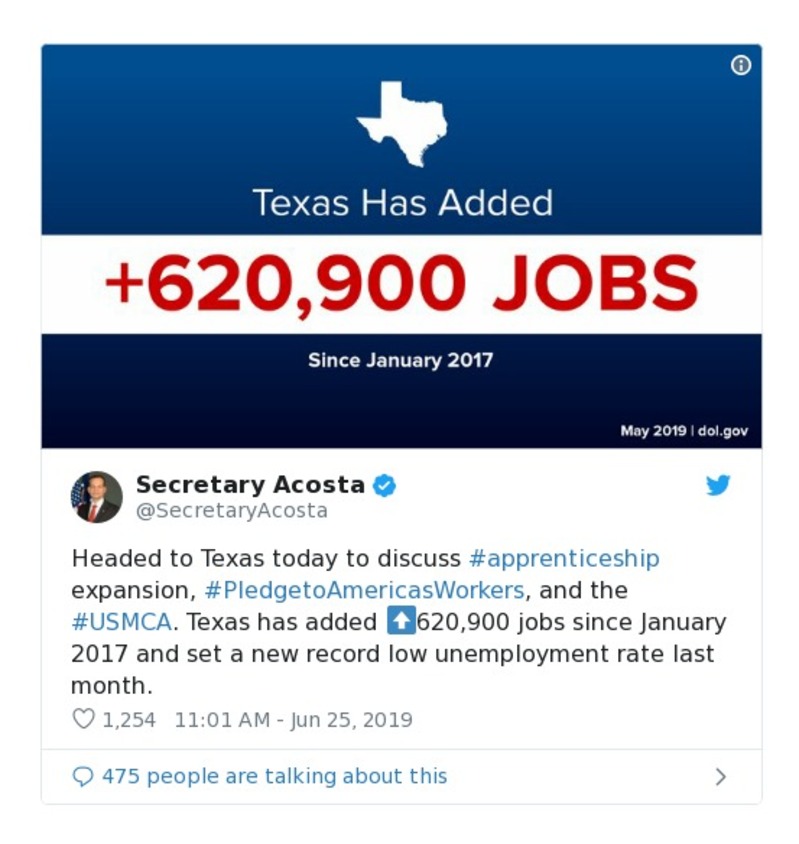 Texas Has Added
+620,900 JOBS
Since January 2017
May 2019 | dol.gov
Secretary Acosta
@SecretaryAcosta
Headed to Texas today to discuss #apprenticeship
expansion, #PledgetoAmericasWorkers, and the
#USMCA. Texas has added ⬆620,900 jobs since January
2017 and set a new record low unemployment rate last
month.
1,254 11:01 AM - Jun 25, 2019
475 people are talking about this